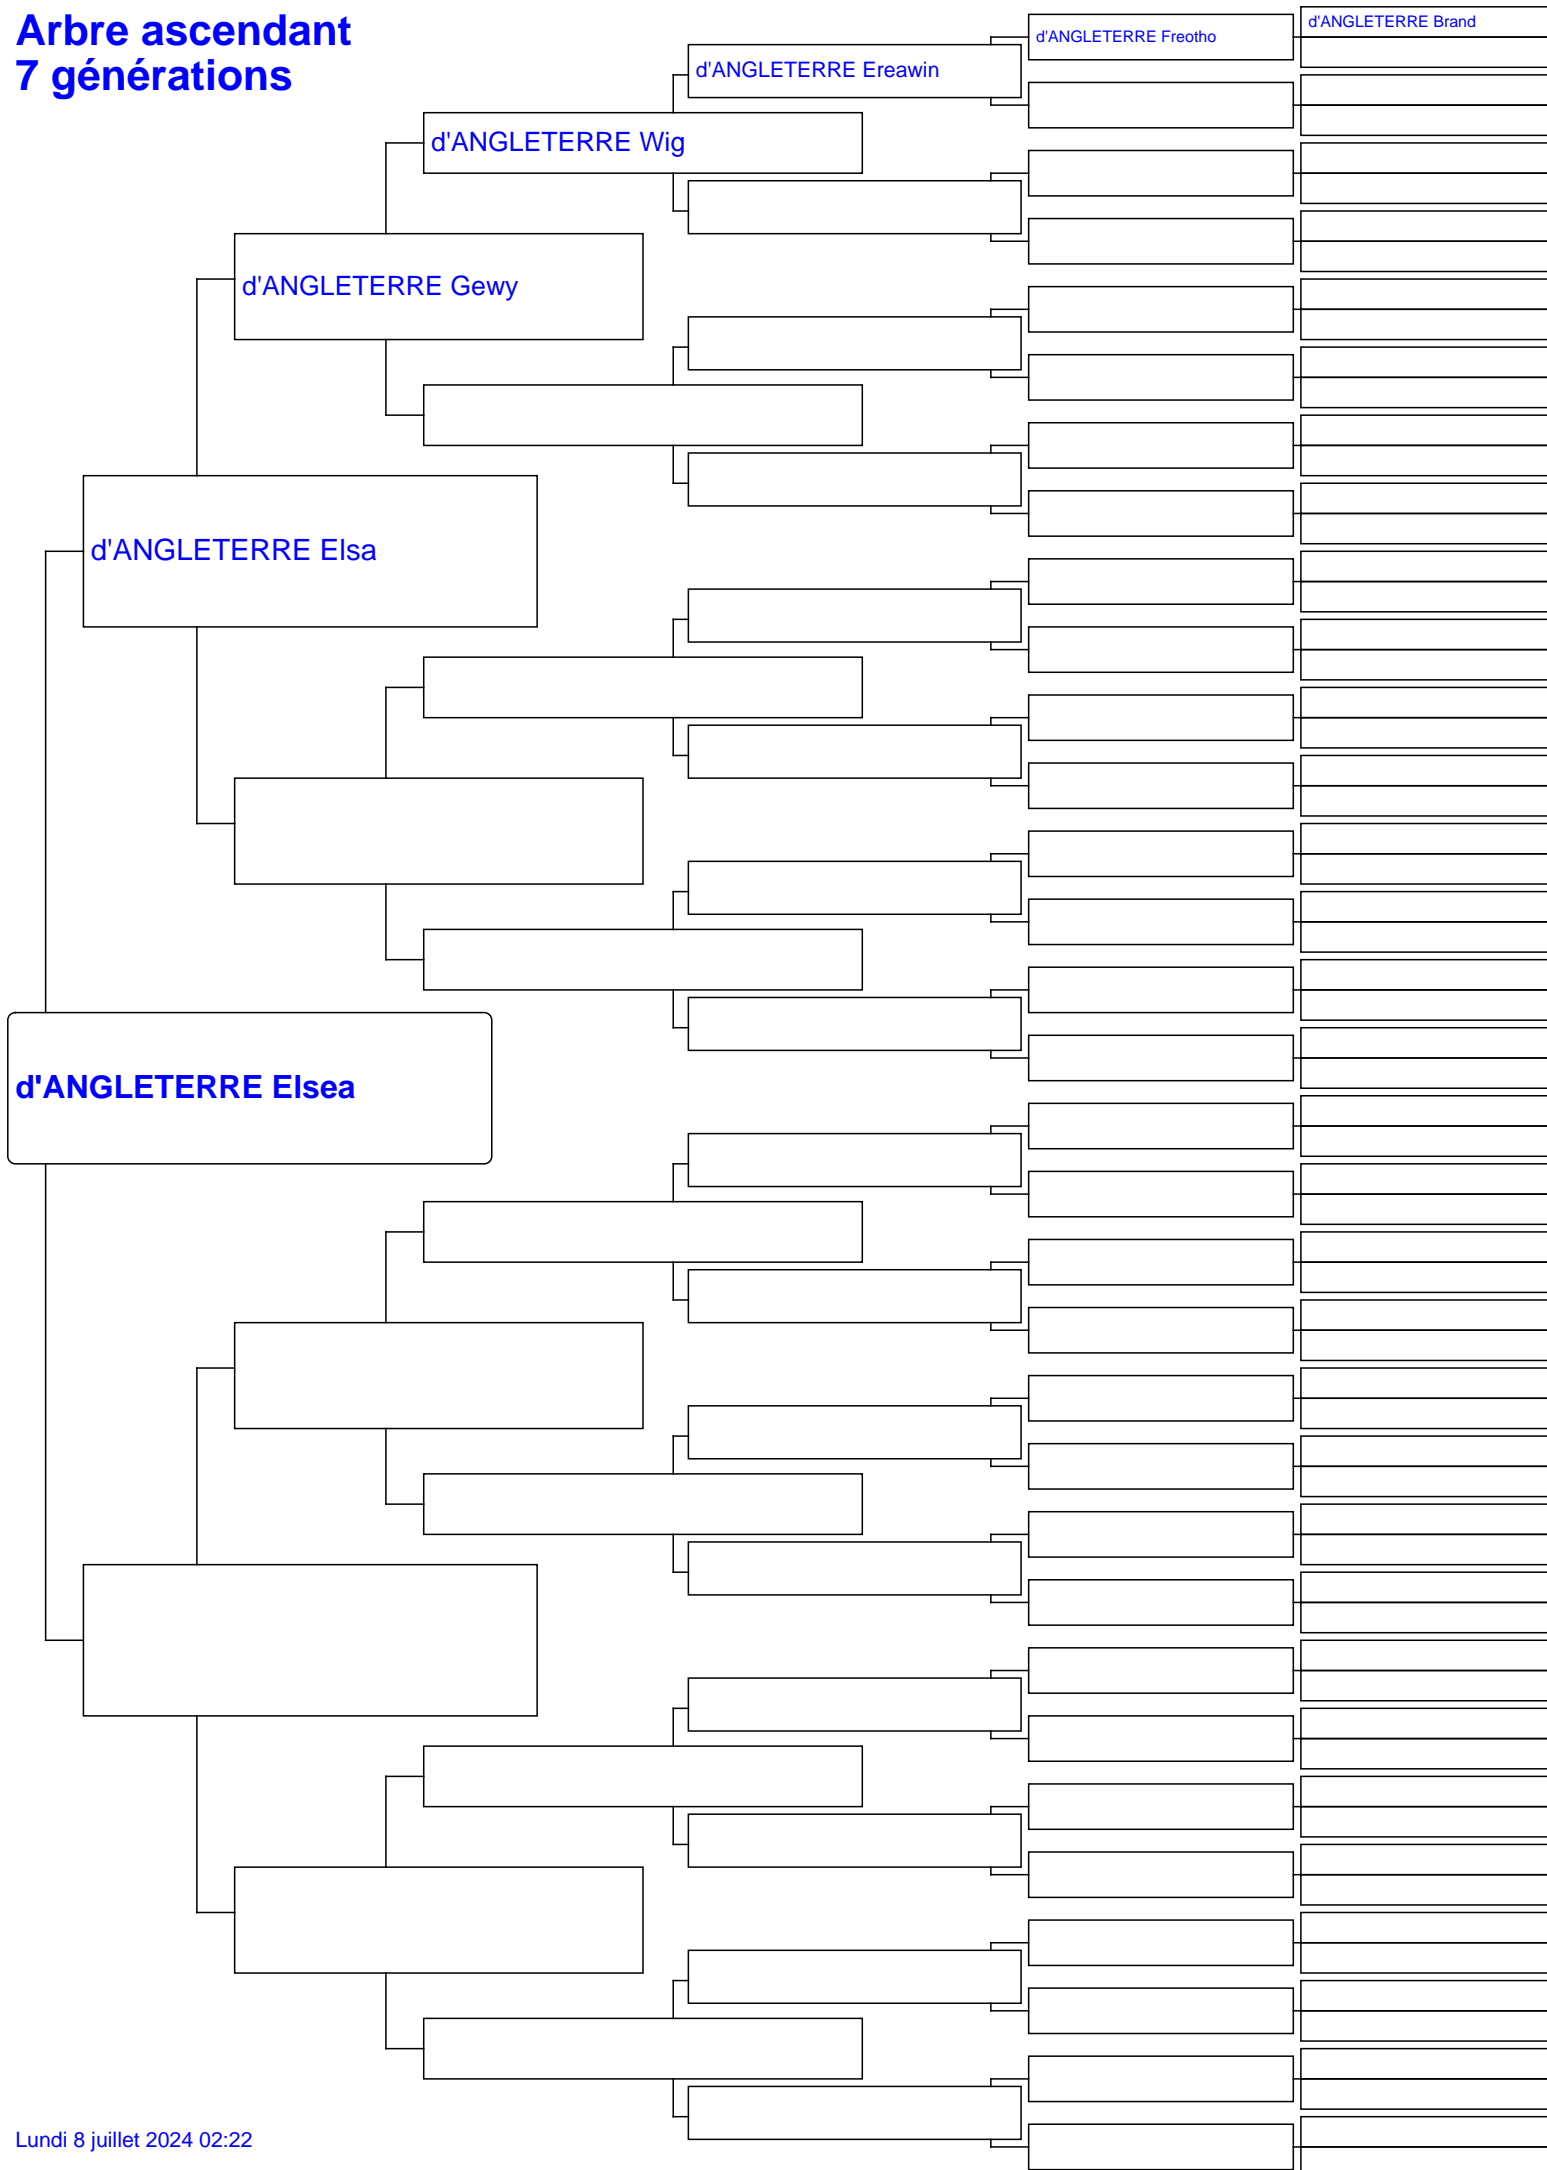 Arbre ascendant
7 générations
d'ANGLETERRE Brand
d'ANGLETERRE Freotho
d'ANGLETERRE Ereawin
d'ANGLETERRE Wig
d'ANGLETERRE Gewy
d'ANGLETERRE Elsa
d'ANGLETERRE Elsea
Lundi 8 juillet 2024 02:22